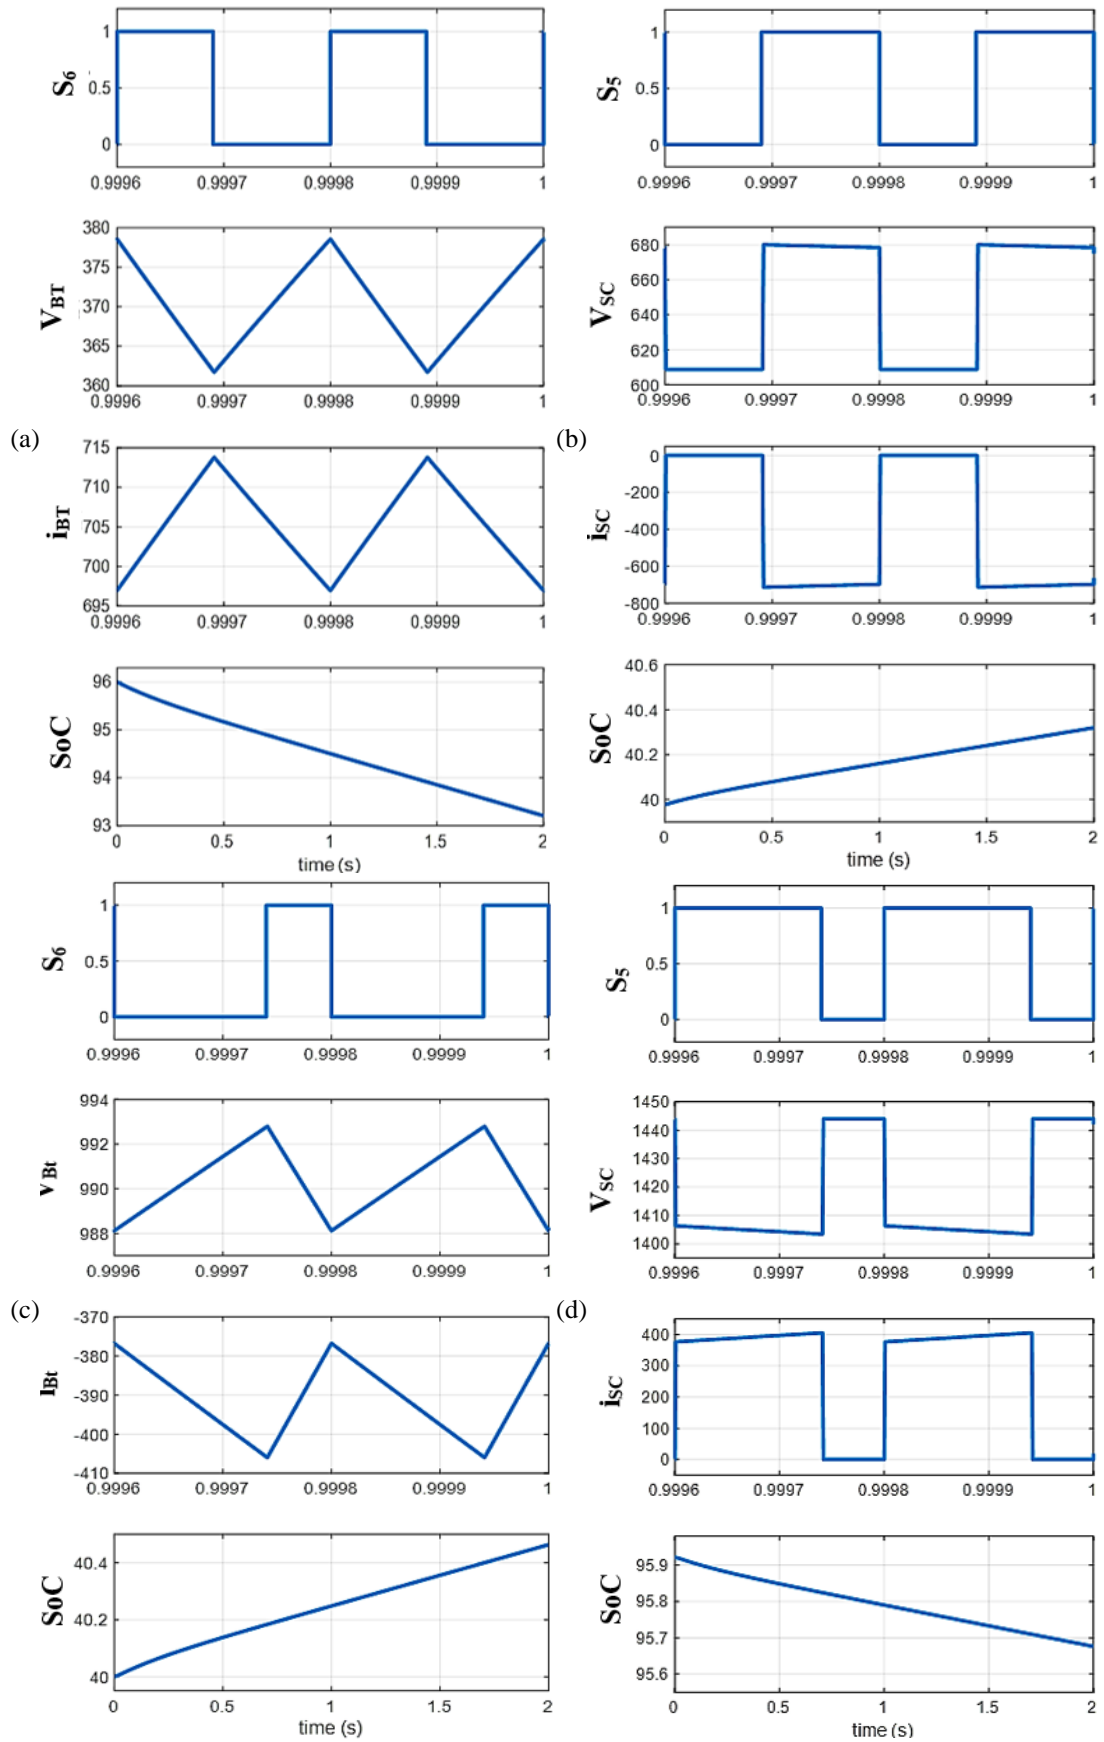 S6
1
0.5
0
0.9996 0.9997 0.9998 0.9999 1
S5
1
0.5
0
0.9996 0.9997 0.9998 0.9999 1
VBT
380
375
370
365
360
0.9996 0.9997 0.9998 0.9999 1
VSC
680
660
640
620
600
0.9996 0.9997 0.9998 0.9999 1
(a)
(b)
iBT
715
710
705
700
695
0.9996 0.9997 0.9998 0.9999 1
iSC
0
-200
-400
-600
-800
0.9996 0.9997 0.9998 0.9999 1
SoC
96
95
94
93
0 0.5 1 1.5 2
time (s)
SoC
40.6
40.4
40.2
40
0 0.5 1 1.5 2
time (s)
S6
1
0.5
0
0.9996 0.9997 0.9998 0.9999 1
S5
1
0.5
0
0.9996 0.9997 0.9998 0.9999 1
VBt
994
992
990
988
0.9996 0.9997 0.9998 0.9999 1
VSC
1450
1440
1430
1420
1410
1400
0.9996 0.9997 0.9998 0.9999 1
(c)
(d)
iBt
-370
-380
-390
-400
-410
0.9996 0.9997 0.9998 0.9999 1
iSC
400
300
200
100
0
0.9996 0.9997 0.9998 0.9999 1
SoC
40.4
40.2
40
0 0.5 1 1.5 2
time (s)
SoC
95.9
95.8
95.7
95.6
0 0.5 1 1.5 2
time (s)